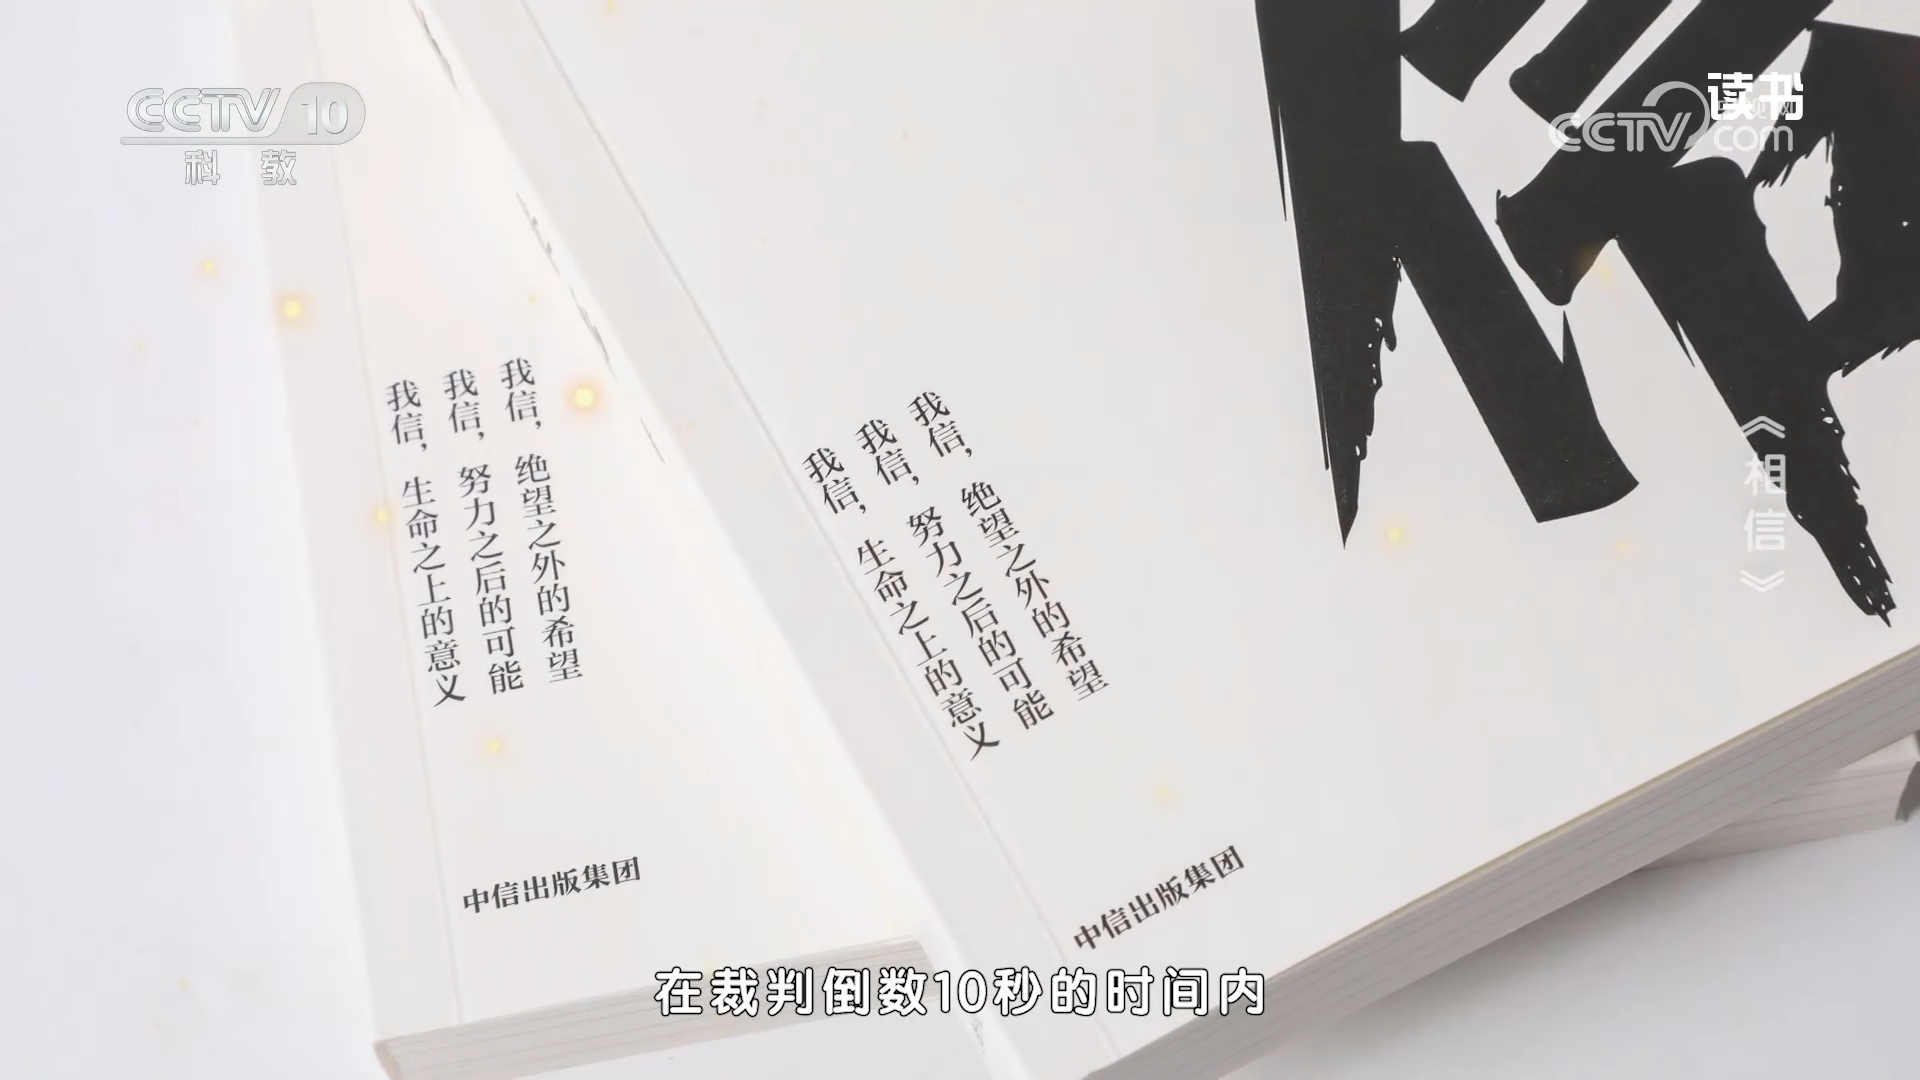 CCTV 10
科 教
读书
CCTV
com
《相信》
我信，绝望之外的希望
我信，努力之后的可能
我信，生命之上的意义
中信出版集团
我信，绝望之外的希望
我信，努力之后的可能
我信，生命之上的意义
中信出版集团
在裁判倒数10秒的时间内